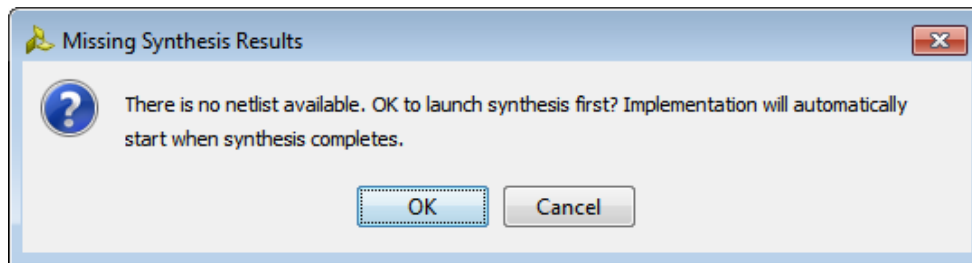 Missing Synthesis Results
There is no netlist available. OK to launch synthesis first? Implementation will automatically
start when synthesis completes.
OK
Cancel